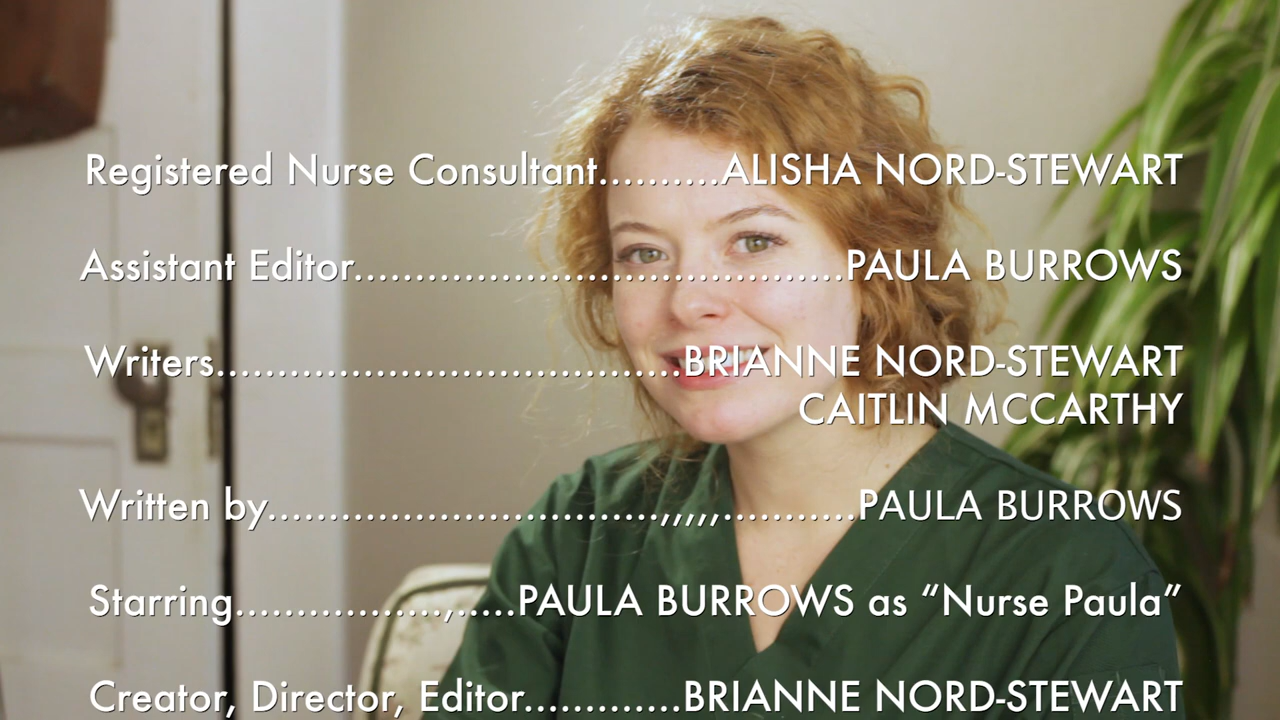 Registered Nurse Consultant..........ALISHA NORD-STEWART
Assistant Editor........................................PAULA BURROWS
Writers......................................BRIANNE NORD-STEWART
CAITLIN MCCARTHY
Written by................................,,,,,...........PAULA BURROWS
Starring.................,.....PAULA BURROWS as “Nurse Paula”
Creator, Director, Editor.............BRIANNE NORD-STEWART